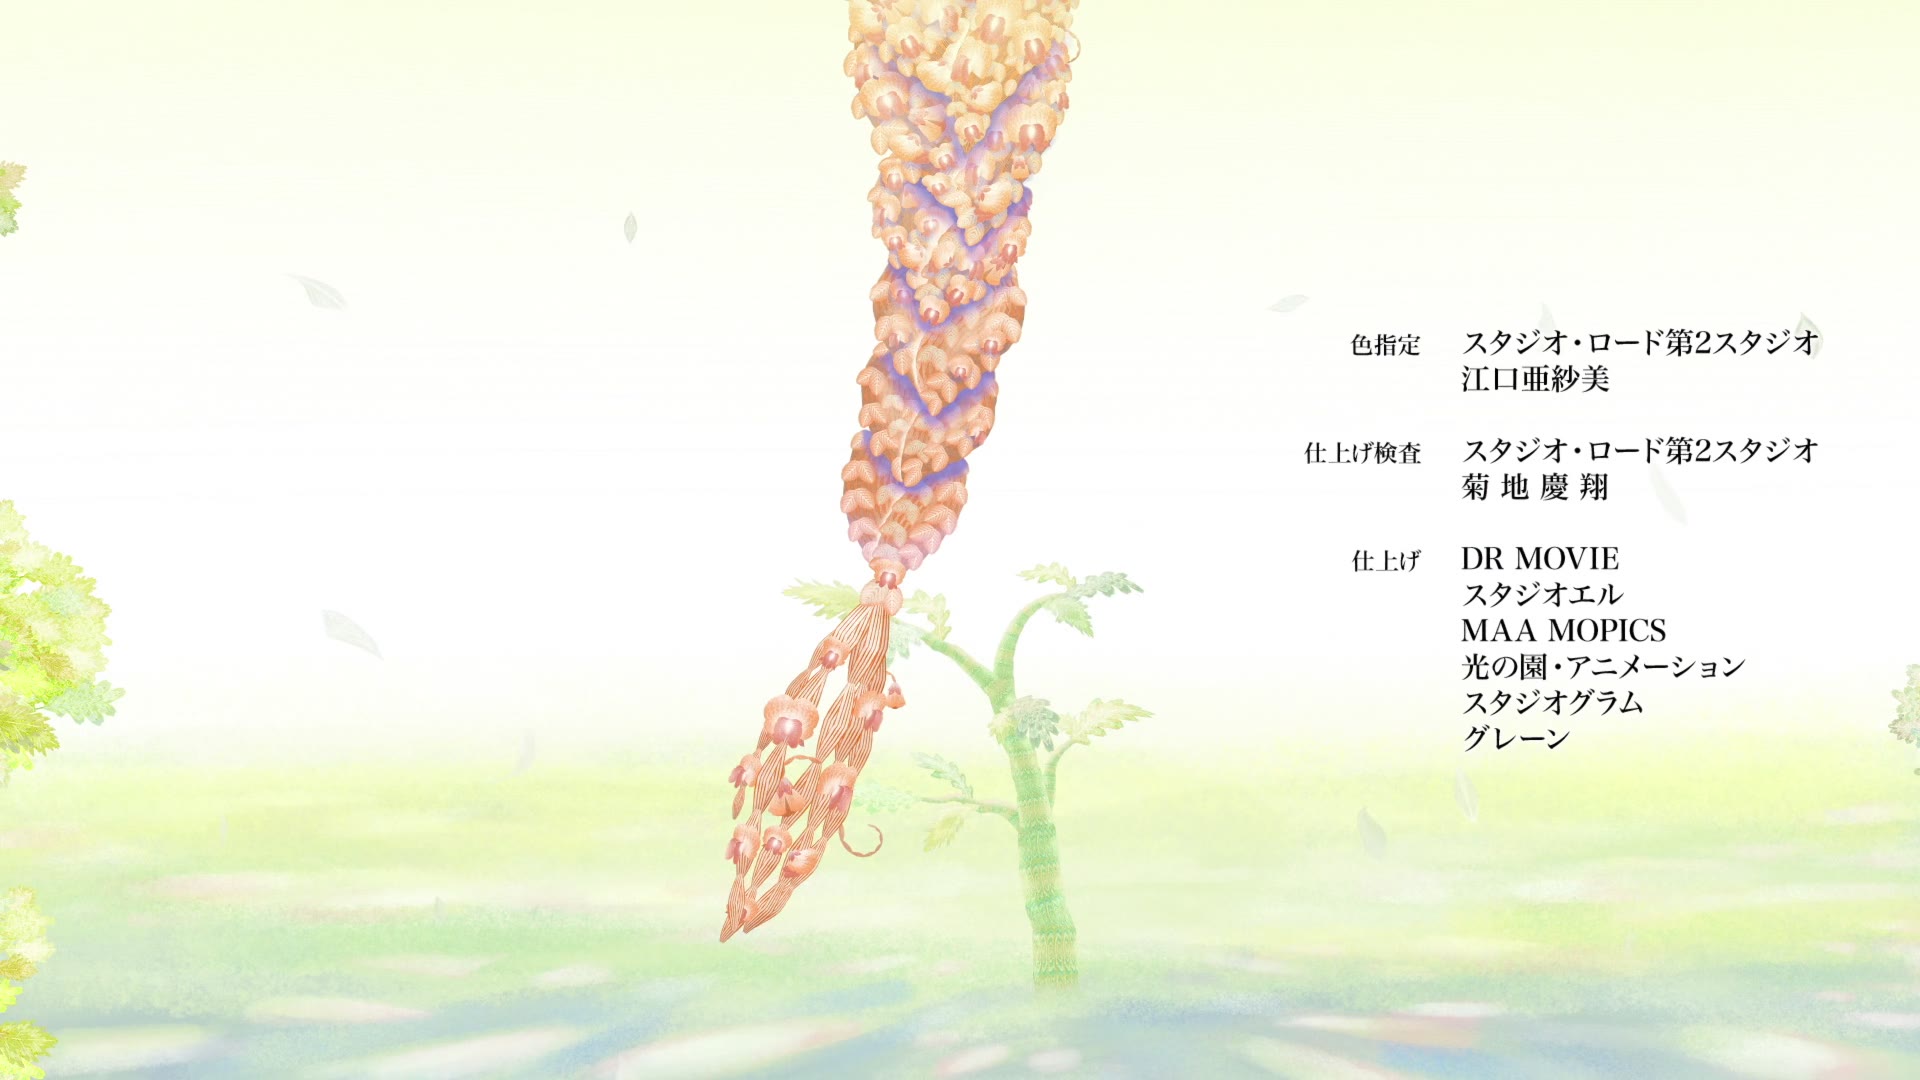 色指定 スタジオ・ロード第2スタジオ
江口亜紗美
仕上げ検査 スタジオ・ロード第2スタジオ
菊地慶翔
仕上げ DR MOVIE
スタジオエル
MAA MOPICS
光の園・アニメーション
スタジオグラム
グレーン